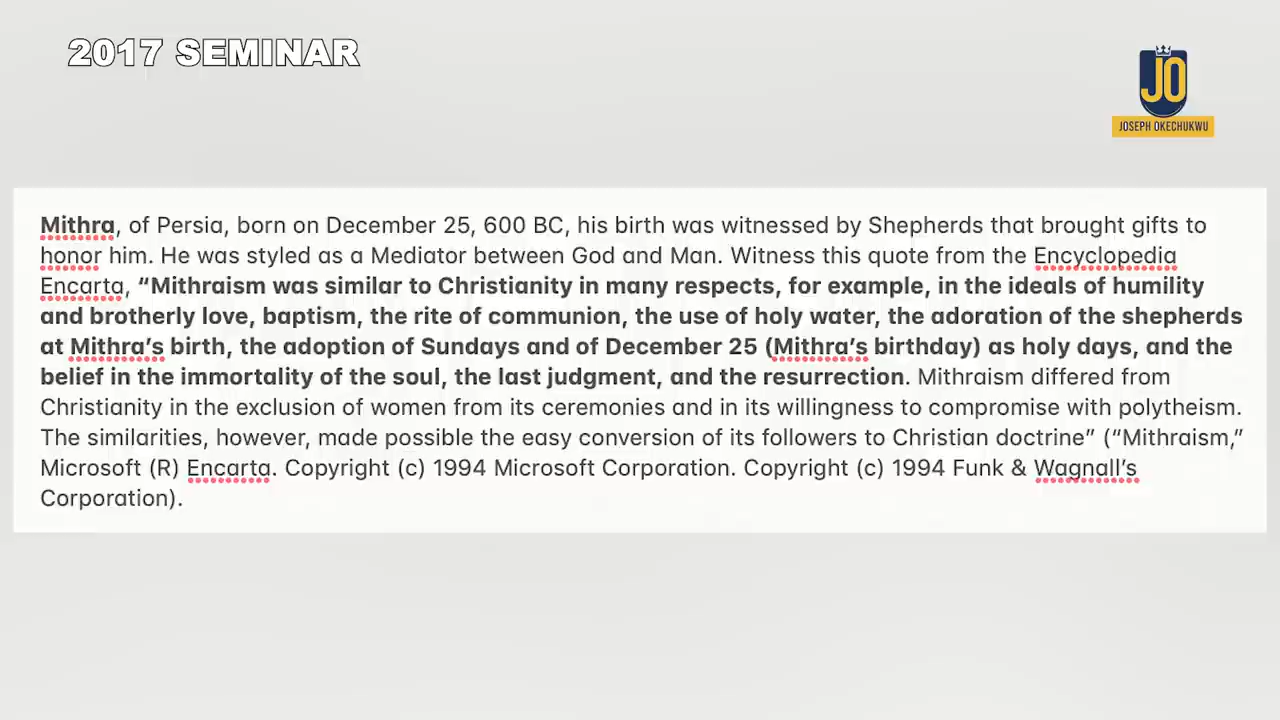 2017 SEMINAR
JO
JOSEPH OKECHUKWU
Mithra, of Persia, born on December 25, 600 BC, his birth was witnessed by Shepherds that brought gifts to
honor him. He was styled as a Mediator between God and Man. Witness this quote from the Encyclopedia
Encarta, “Mithraism was similar to Christianity in many respects, for example, in the ideals of humility
and brotherly love, baptism, the rite of communion, the use of holy water, the adoration of the shepherds
at Mithra’s birth, the adoption of Sundays and of December 25 (Mithra’s birthday) as holy days, and the
belief in the immortality of the soul, the last judgment, and the resurrection. Mithraism differed from
Christianity in the exclusion of women from its ceremonies and in its willingness to compromise with polytheism.
The similarities, however, made possible the easy conversion of its followers to Christian doctrine” (“Mithraism,”
Microsoft (R) Encarta. Copyright (c) 1994 Microsoft Corporation. Copyright (c) 1994 Funk & Wagnall’s
Corporation).